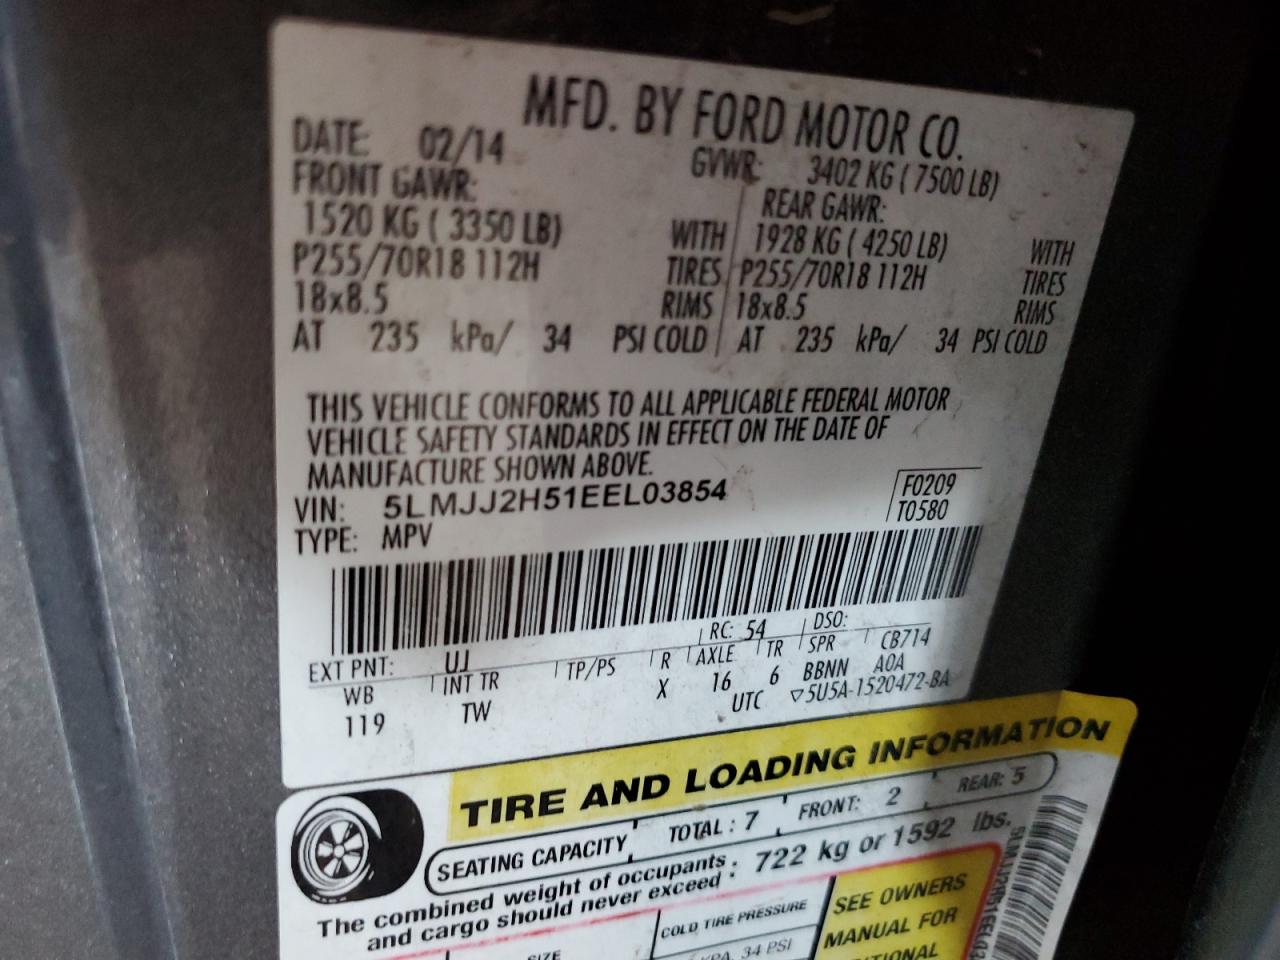 MFD. BY FORD MOTOR CO.
DATE: 02/14 GVWR: 3402 KG ( 7500 LB)
FRONT GAWR: REAR GAWR:
1520 KG ( 3350 LB) WITH 1928 KG ( 4250 LB) WITH
P255/70R18 112H TIRES P255/70R18 112H TIRES
18x8.5 RIMS 18x8.5 RIMS
AT 235 kPa/ 34 PSI COLD AT 235 kPa/ 34 PSI COLD
THIS VEHICLE CONFORMS TO ALL APPLICABLE FEDERAL MOTOR
VEHICLE SAFETY STANDARDS IN EFFECT ON THE DATE OF
MANUFACTURE SHOWN ABOVE.
VIN: 5LMJJ2H51EEL03854 F0209
TYPE: MPV T0580
EXT PNT: UJ RC: 54 DSO:
WB INT TR TP/PS R AXLE TR SPR CB714
119 TW X 16 6 BBNN A0A
UTC ▽5U5A-1520472-BA
TIRE AND LOADING INFORMATION
SEATING CAPACITY TOTAL : 7 FRONT: 2 REAR: 5
The combined weight of occupants
and cargo should never exceed : 722 kg or 1592 lbs.
SIZE COLD TIRE PRESSURE SEE OWNERS
KPA, 34 PSI MANUAL FOR